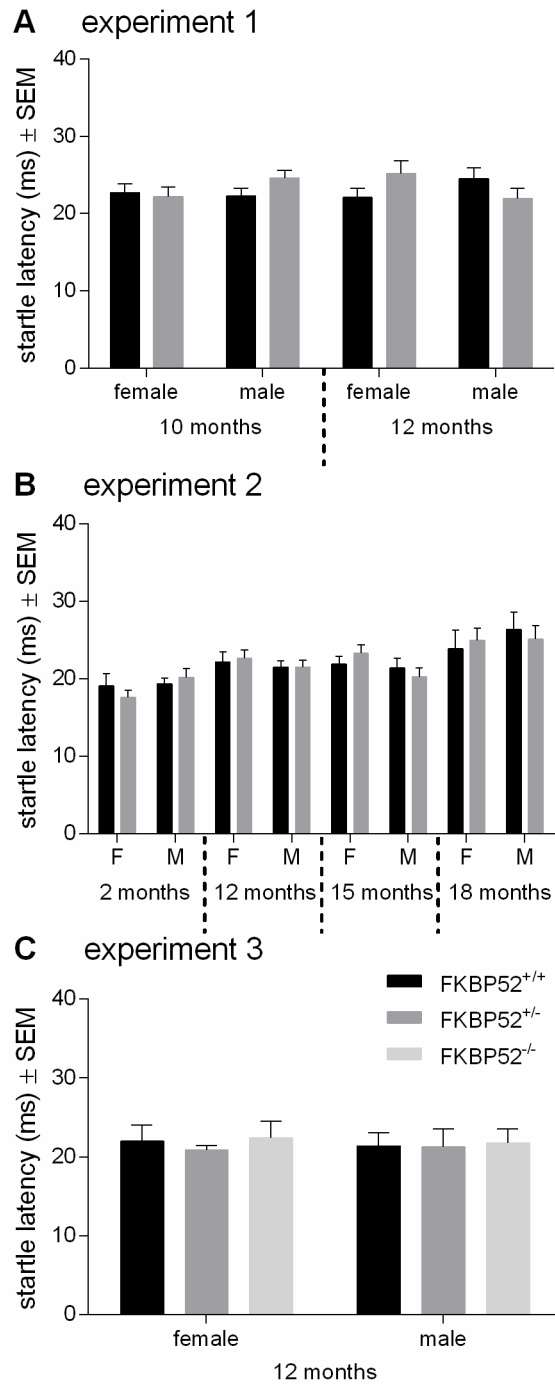 A experiment 1
startle latency (ms) ± SEM
40
30
20
10
0
female male female male
10 months 12 months
B experiment 2
startle latency (ms) ± SEM
40
30
20
10
0
F M F M F M F M
2 months 12 months 15 months 18 months
C experiment 3
startle latency (ms) ± SEM
40
30
20
10
0
FKBP52+/+
FKBP52+/-
FKBP52-/-
female male
12 months